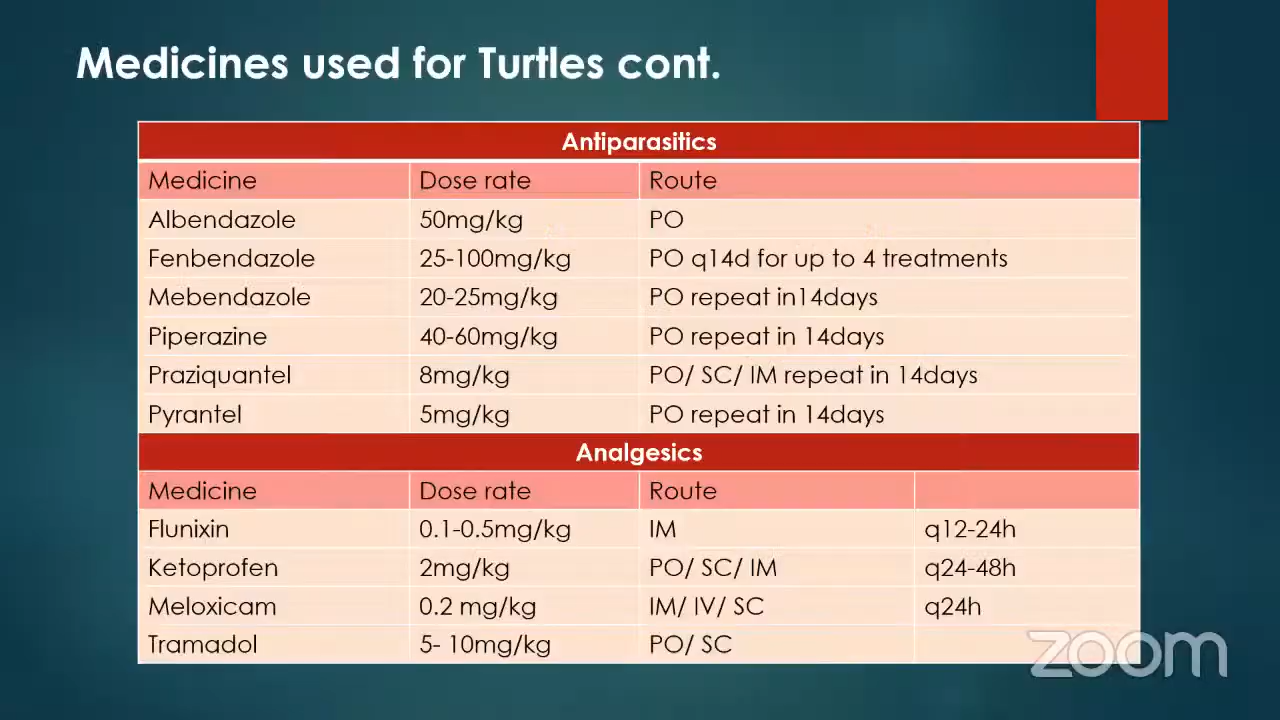 Medicines used for Turtles cont.
Antiparasitics
Medicine Dose rate Route
Albendazole 50mg/kg PO
Fenbendazole 25-100mg/kg PO q14d for up to 4 treatments
Mebendazole 20-25mg/kg PO repeat in14days
Piperazine 40-60mg/kg PO repeat in 14days
Praziquantel 8mg/kg PO/ SC/ IM repeat in 14days
Pyrantel 5mg/kg PO repeat in 14days
Analgesics
Medicine Dose rate Route
Flunixin 0.1-0.5mg/kg IM q12-24h
Ketoprofen 2mg/kg PO/ SC/ IM q24-48h
Meloxicam 0.2 mg/kg IM/ IV/ SC q24h
Tramadol 5- 10mg/kg PO/ SC
zoom